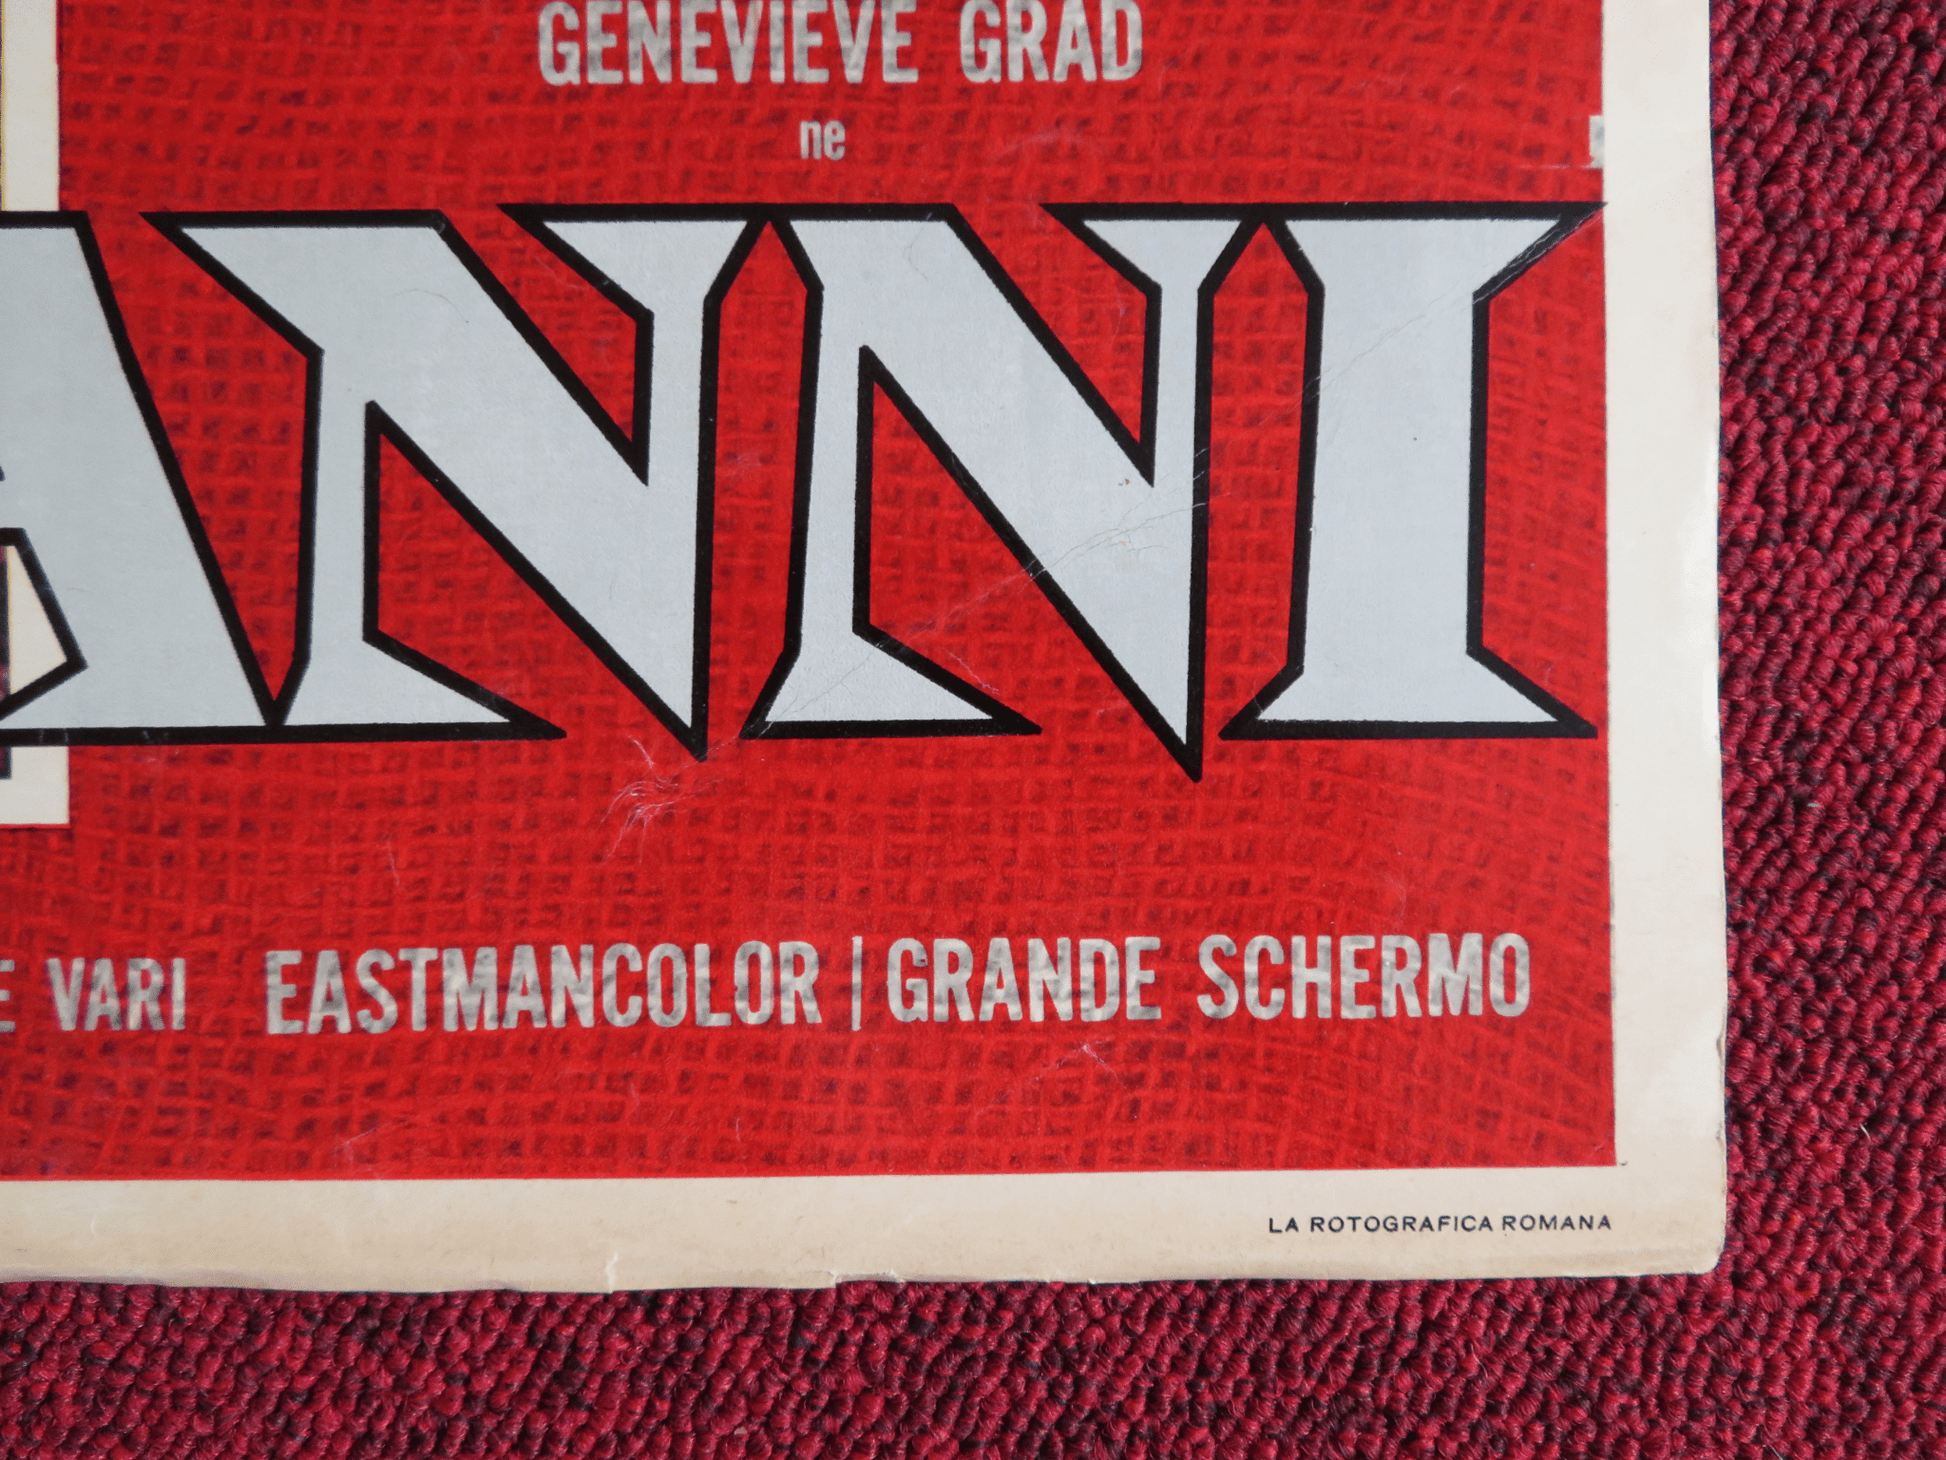 GENEVIEVE GRAD
ne
ANNI
E VARI EASTMANCOLOR | GRANDE SCHERMO
LA ROTOGRAFICA ROMANA